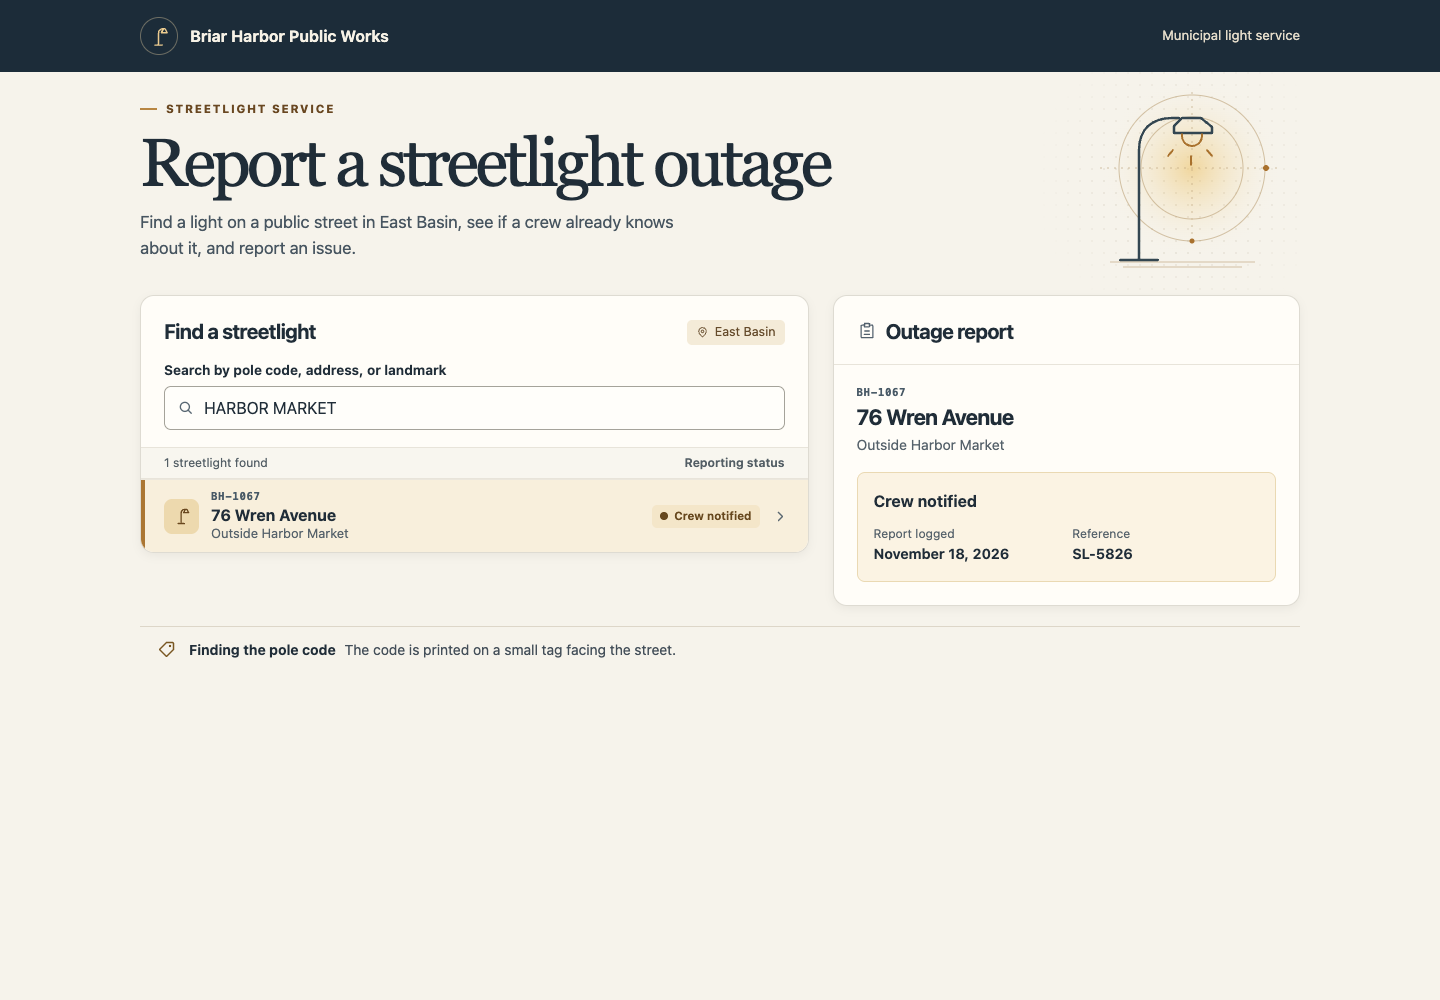 Briar Harbor Public Works
Municipal light service
STREETLIGHT SERVICE
Report a streetlight outage
Find a light on a public street in East Basin, see if a crew already knows
about it, and report an issue.
Find a streetlight
East Basin
Search by pole code, address, or landmark
HARBOR MARKET
1 streetlight found
Reporting status
BH-1067
76 Wren Avenue
Outside Harbor Market
Crew notified
Outage report
BH-1067
76 Wren Avenue
Outside Harbor Market
Crew notified
Report logged
November 18, 2026
Reference
SL-5826
Finding the pole code The code is printed on a small tag facing the street.